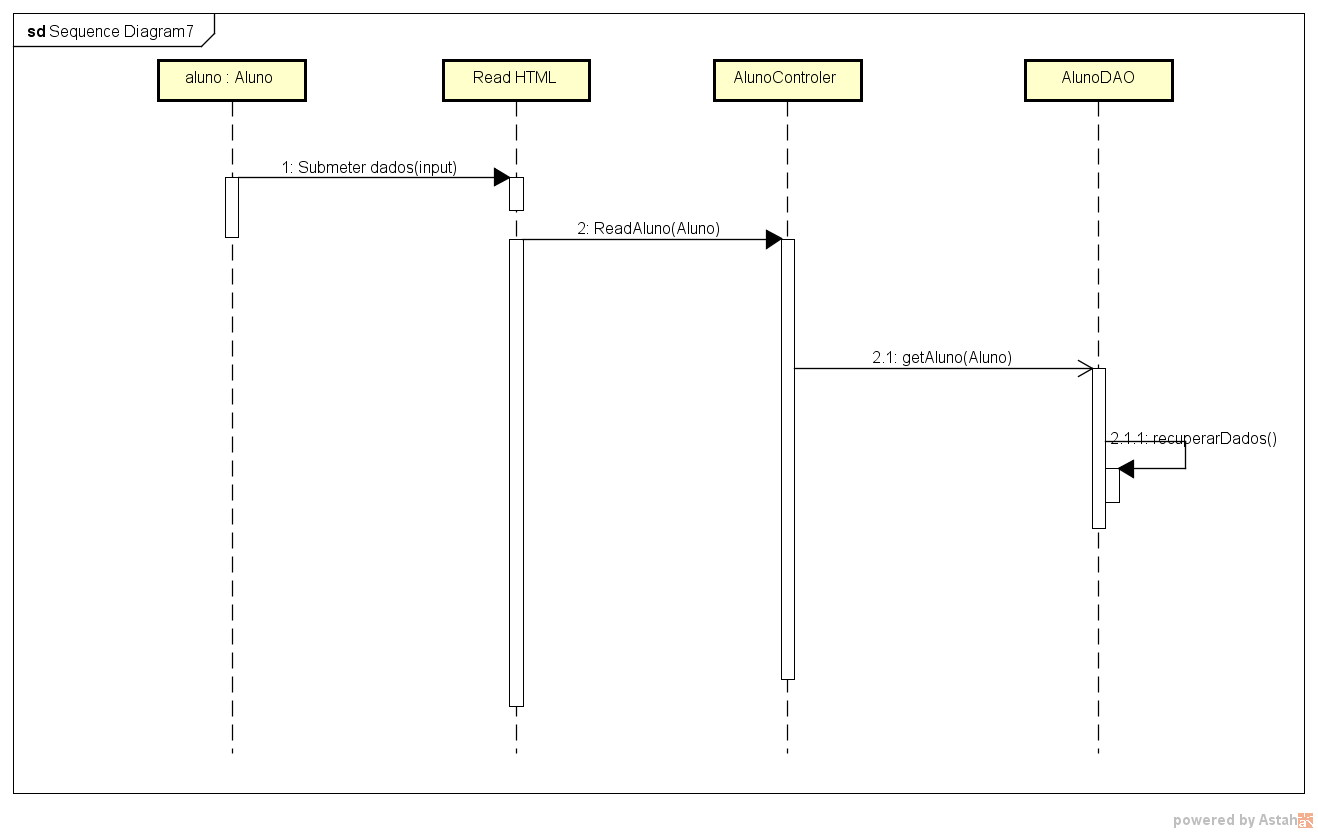 sd Sequence Diagram7
aluno : Aluno
Read HTML
AlunoControler
AlunoDAO
1: Submeter dados(input)
2: ReadAluno(Aluno)
2.1: getAluno(Aluno)
2.1.1: recuperarDados()
powered by Astah